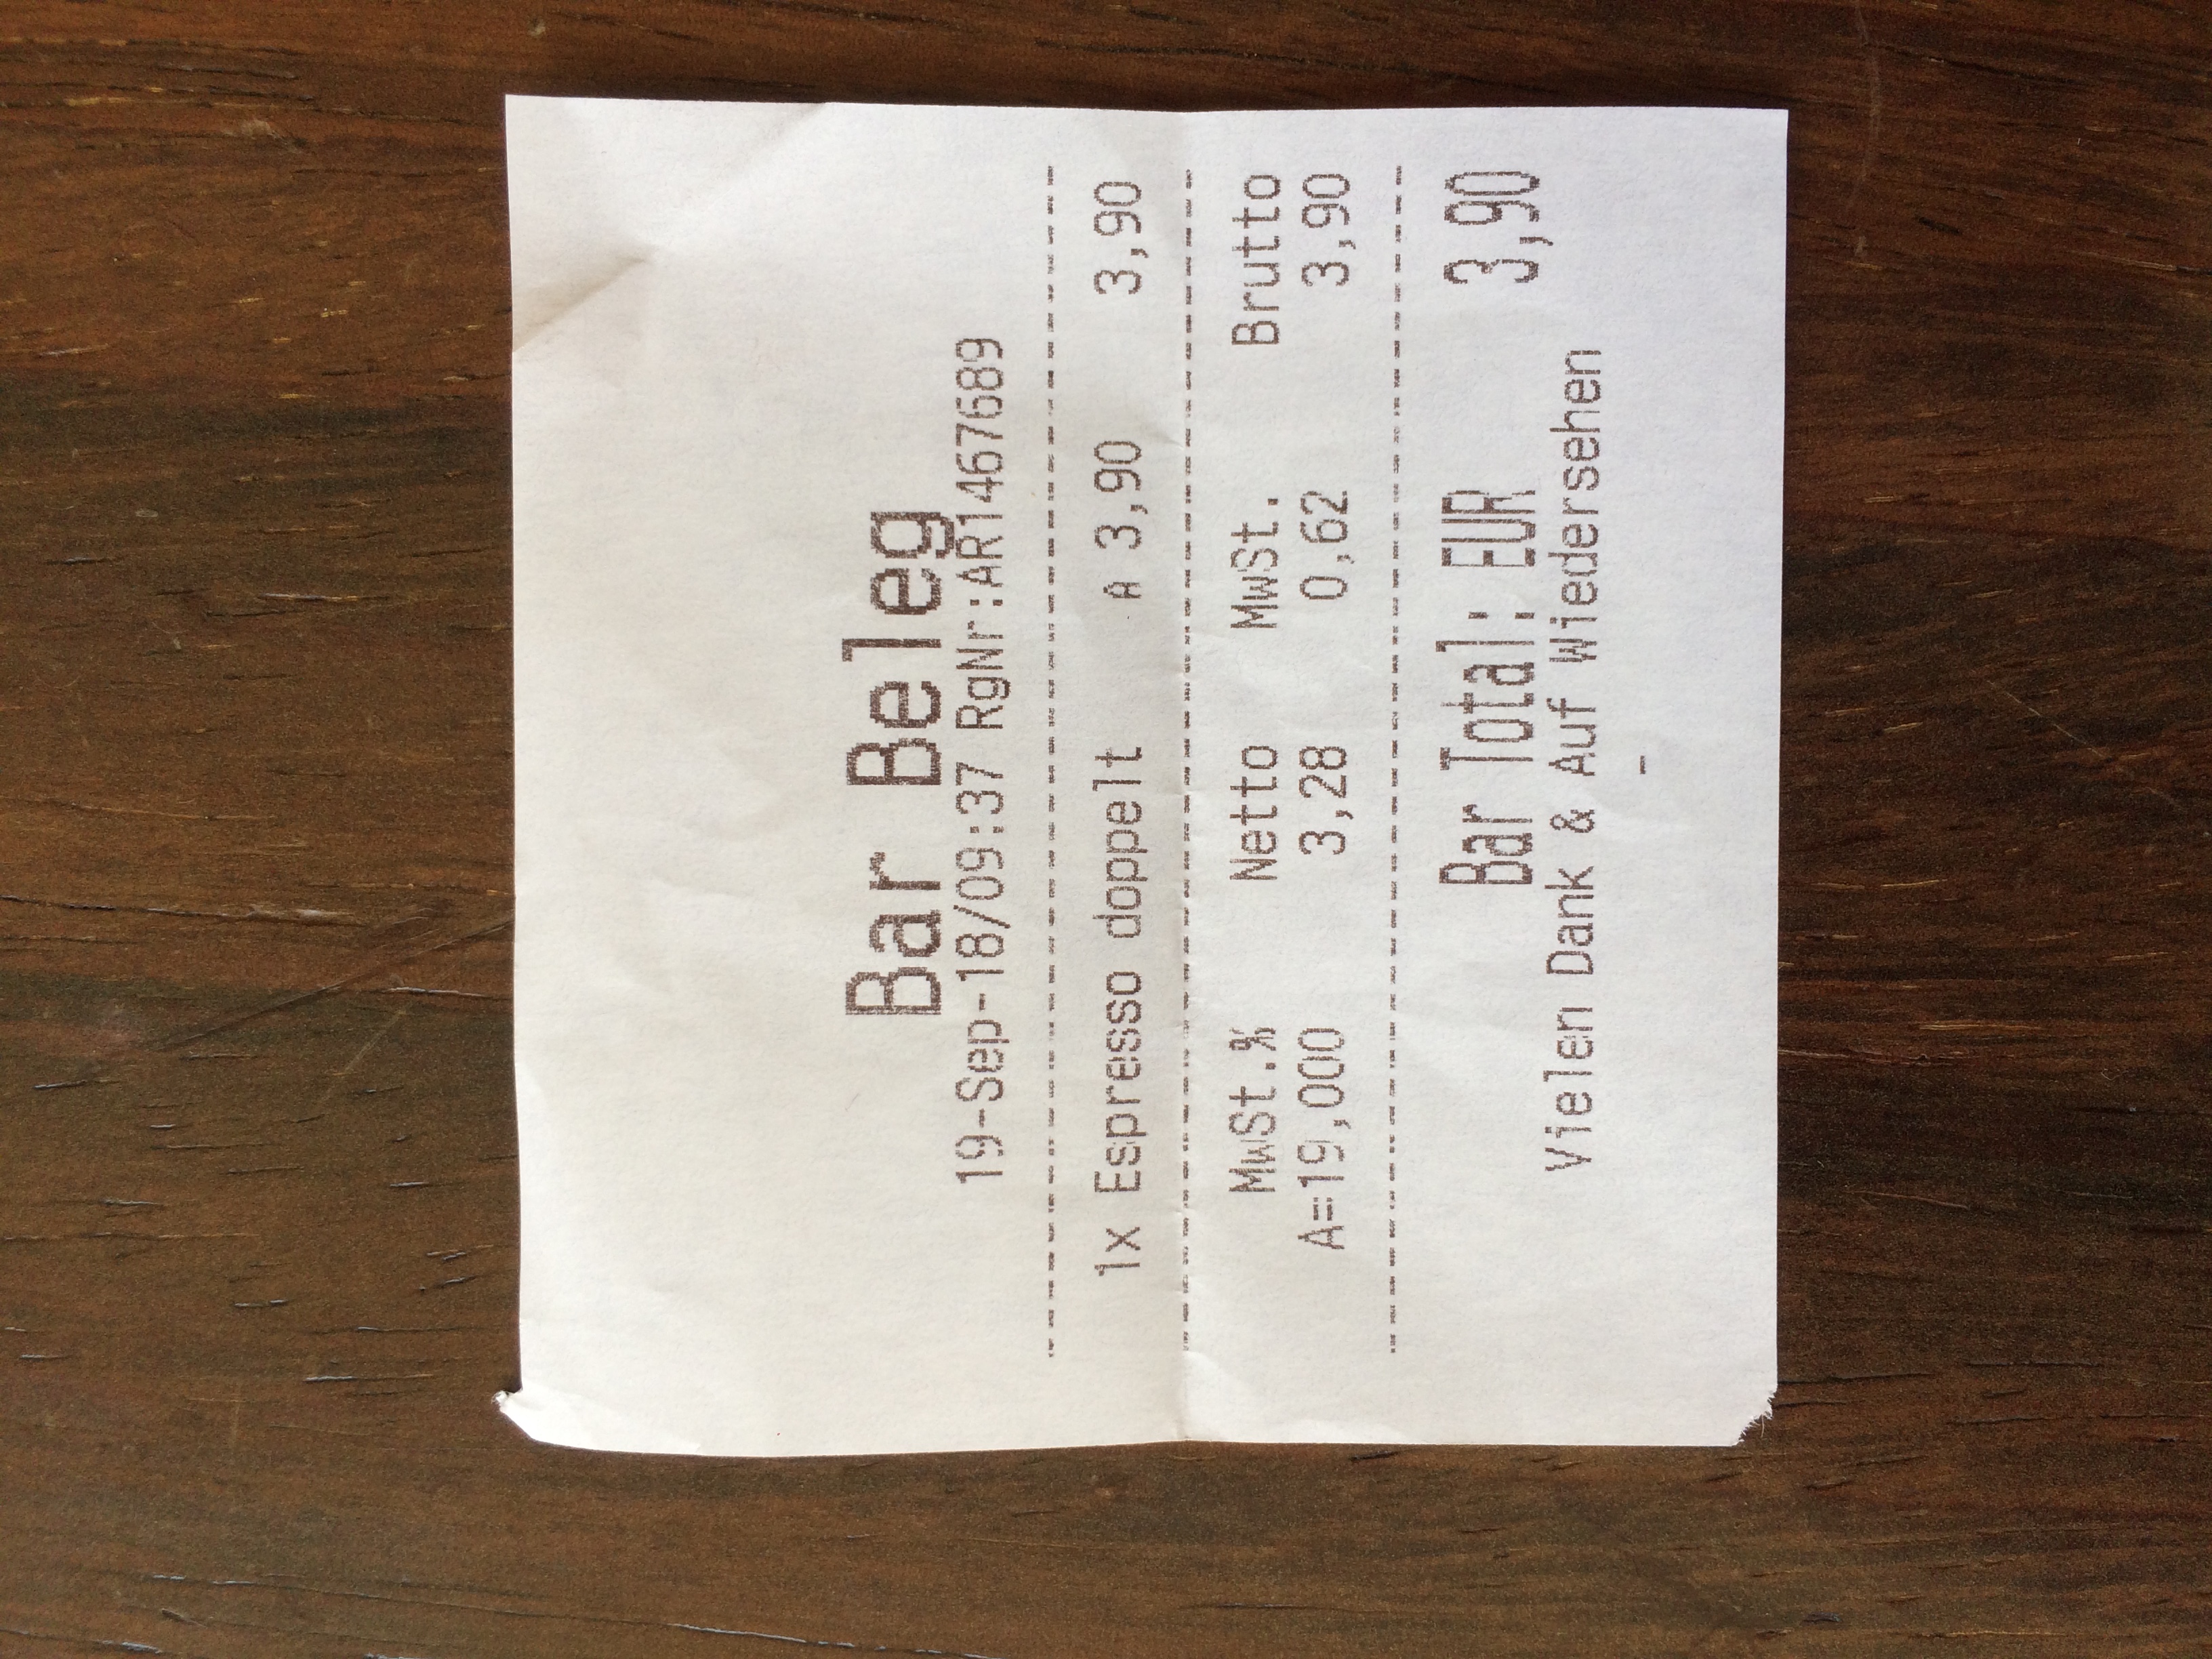 Bar Beleg
19-Sep-18/09:37 RgNr:AR1467689
1x Espresso doppelt A 3,90 3,90
MwSt.% Netto MwSt. Brutto
A=19,000 3,28 0,62 3,90
Bar Total: EUR 3,90
Vielen Dank & Auf Wiedersehen
-